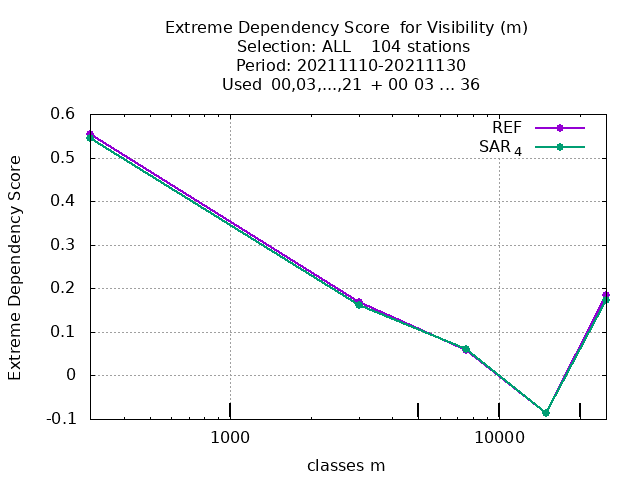 Extreme Dependency Score  for Visibility (m)
Selection: ALL    104 stations
Period: 20211110-20211130
Used  00,03,...,21  + 00 03 ... 36
REF
SAR 4
0.6
0.5
0.4
0.3
0.2
0.1
0
-0.1
Extreme Dependency Score
1000
10000
classes m